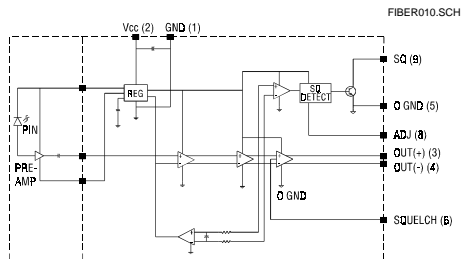 FIBER010.SCH
Vcc (2) GND (1)
SQ (9)
REG
SQ
DETECT
O GND (5)
PIN
ADJ (8)
OUT(+) (3)
OUT(-) (4)
PRE-
AMP
O GND
SQUELCH (6)